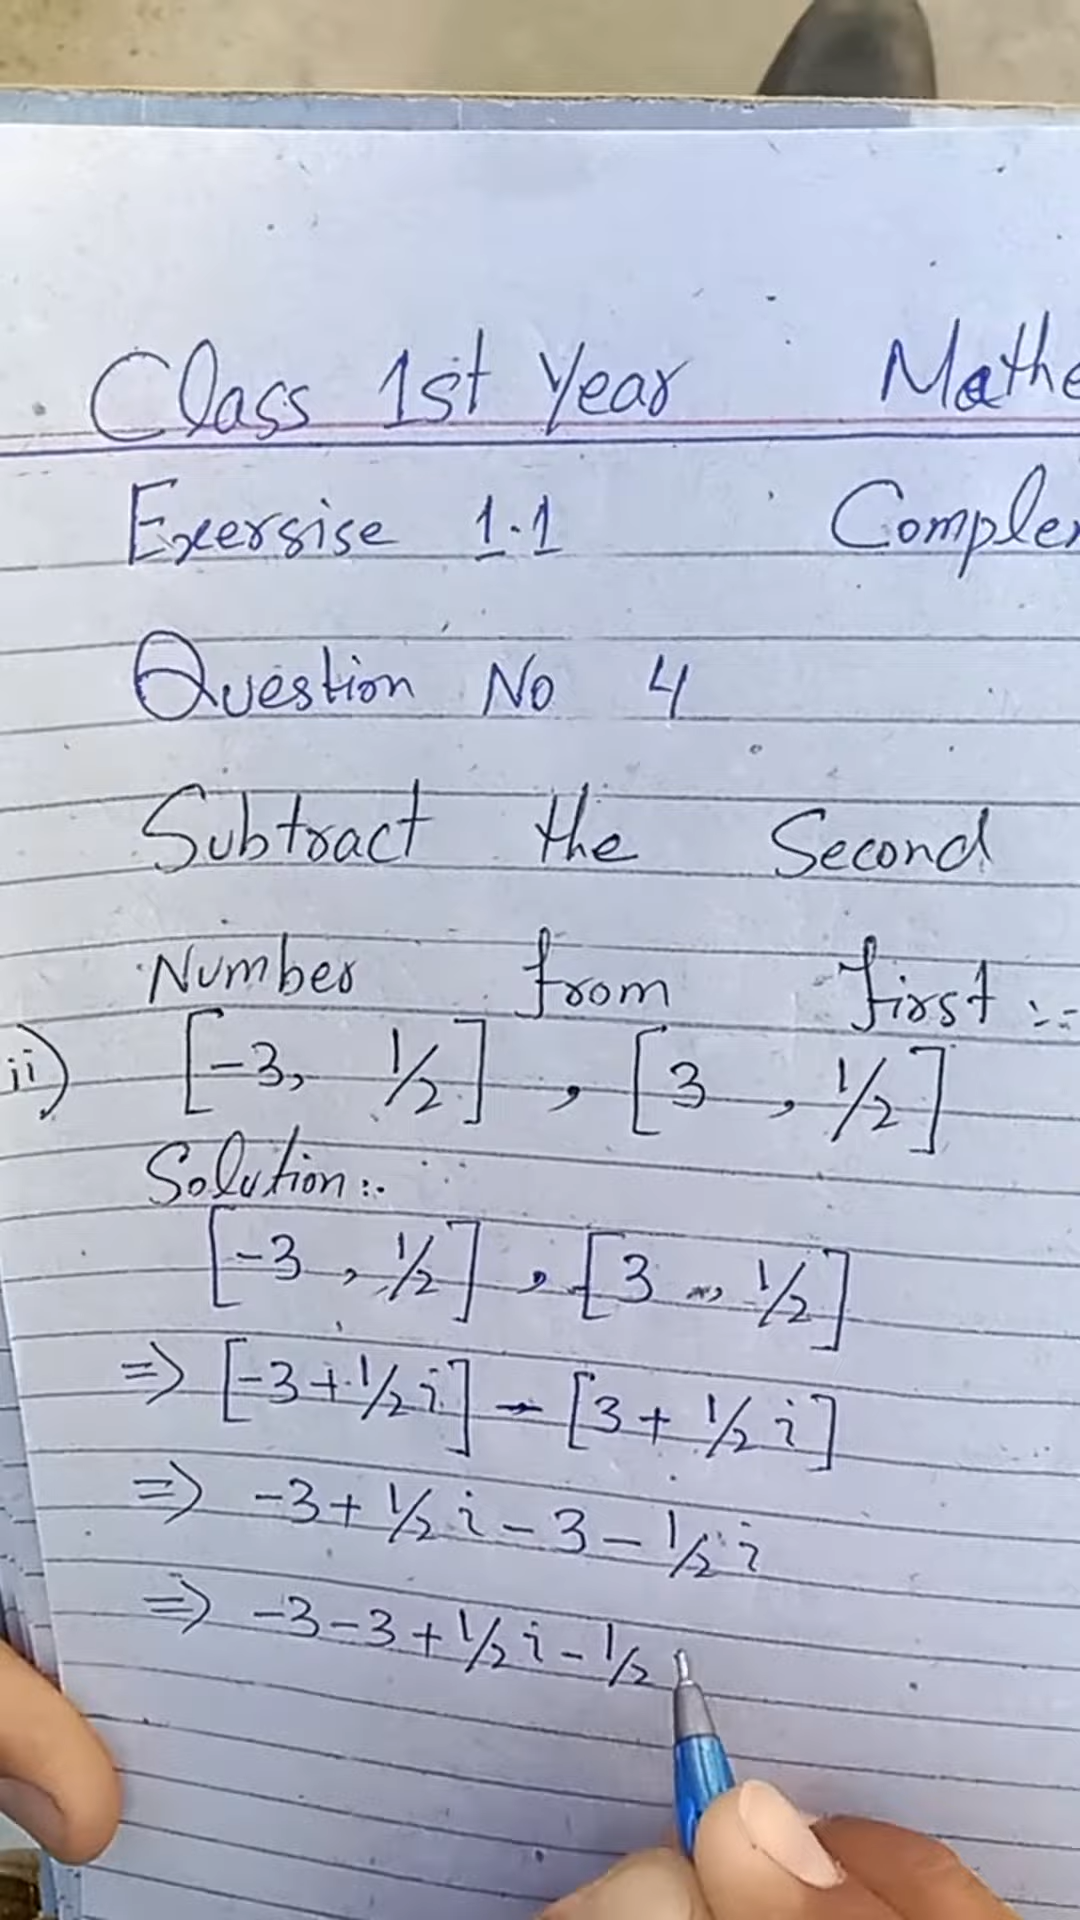 Class 1st Year Mathe
Exersise 1.1 Complex
Question No 4
Subtract the Second
Number from first :-
ii) [-3, 1/2] , [3 , 1/2]
Solution :-
[-3 , 1/2] , [3 , 1/2]
=> [-3 + 1/2 i] - [3 + 1/2 i]
=> -3 + 1/2 i - 3 - 1/2 i
=> -3 - 3 + 1/2 i - 1/2